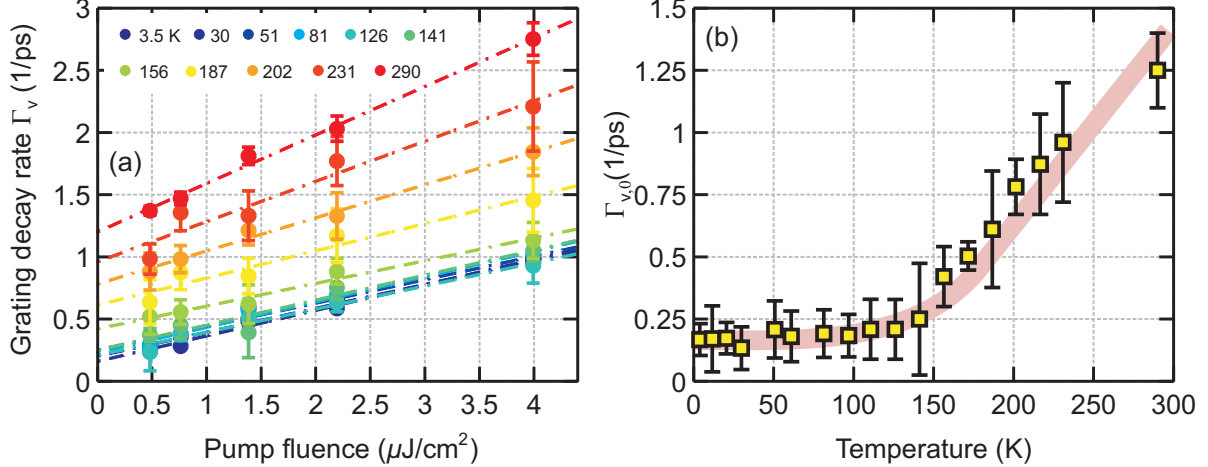 3.5 K 30 51 81 126 141
156 187 202 231 290
(a)
Grating decay rate Γv (1/ps)
3
2.5
2
1.5
1
0.5
0
0 0.5 1 1.5 2 2.5 3 3.5 4
Pump fluence (μJ/cm²)
(b)
Γv,0 (1/ps)
1.5
1.25
1
0.75
0.5
0.25
0
0 50 100 150 200 250 300
Temperature (K)